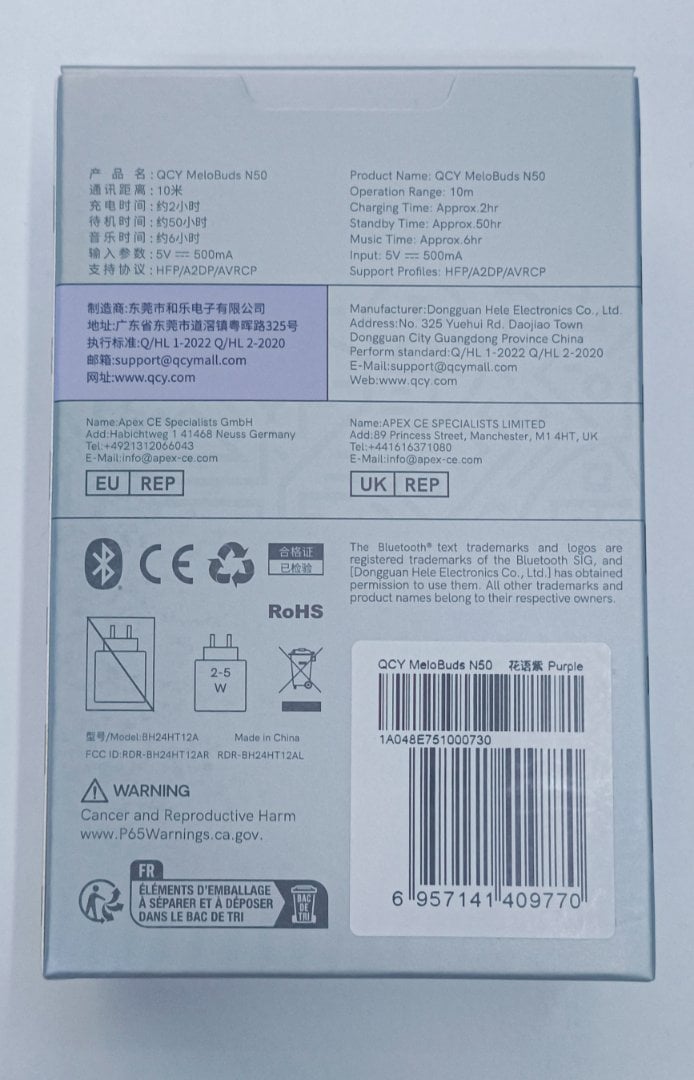 产 品 名：QCY MeloBuds N50
通讯距离：10米
充电时间：约2小时
待机时间：约50小时
音乐时间：约6小时
输入参数：5V ⎓ 500mA
支持协议：HFP/A2DP/AVRCP
Product Name: QCY MeloBuds N50
Operation Range: 10m
Charging Time: Approx.2hr
Standby Time: Approx.50hr
Music Time: Approx.6hr
Input: 5V ⎓ 500mA
Support Profiles: HFP/A2DP/AVRCP
制造商:东莞市和乐电子有限公司
地址:广东省东莞市道滘镇粤晖路325号
执行标准:Q/HL 1-2022 Q/HL 2-2020
邮箱:support@qcymall.com
网址:www.qcy.com
Manufacturer:Dongguan Hele Electronics Co., Ltd.
Address:No. 325 Yuehui Rd. Daojiao Town
Dongguan City Guangdong Province China
Perform standard:Q/HL 1-2022 Q/HL 2-2020
E-Mail:support@qcymall.com
Web:www.qcy.com
Name:Apex CE Specialists GmbH
Add:Habichtweg 1 41468 Neuss Germany
Tel:+4921312066043
E-Mail:info@apex-ce.com
EU REP
Name:APEX CE SPECIALISTS LIMITED
Add:89 Princess Street, Manchester, M1 4HT, UK
Tel:+441616371080
E-Mail:info@apex-ce.com
UK REP
CE
合格证
已检验
RoHS
2-5
W
The Bluetooth® text trademarks and logos are
registered trademarks of the Bluetooth SIG, and
[Dongguan Hele Electronics Co., Ltd.] has obtained
permission to use them. All other trademarks and
product names belong to their respective owners.
型号/Model:BH24HT12A Made in China
FCC ID:RDR-BH24HT12AR RDR-BH24HT12AL
WARNING
Cancer and Reproductive Harm
www.P65Warnings.ca.gov.
FR
ÉLÉMENTS D'EMBALLAGE
À SÉPARER ET À DÉPOSER
DANS LE BAC DE TRI
BAC
DE
TRI
QCY MeloBuds N50 花语紫 Purple
1A048E751000730
6 957141 409770